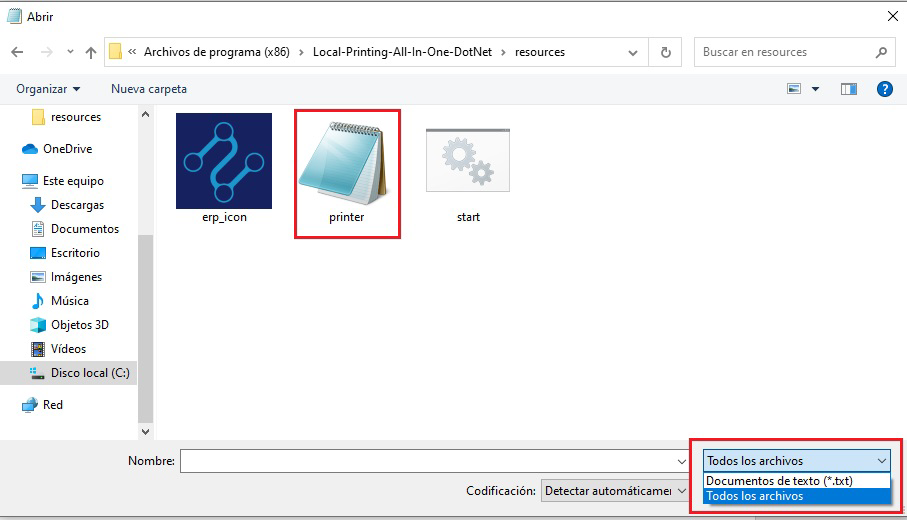 Abrir
« Archivos de programa (x86) > Local-Printing-All-In-One-DotNet > resources
Buscar en resources
Organizar
Nueva carpeta
?
resources
OneDrive
Este equipo
Descargas
Documentos
Escritorio
Imágenes
Música
Objetos 3D
Vídeos
Disco local (C:)
Red
erp_icon
printer
start
Nombre:
Todos los archivos
Documentos de texto (*.txt)
Todos los archivos
Codificación:
Detectar automáticamen